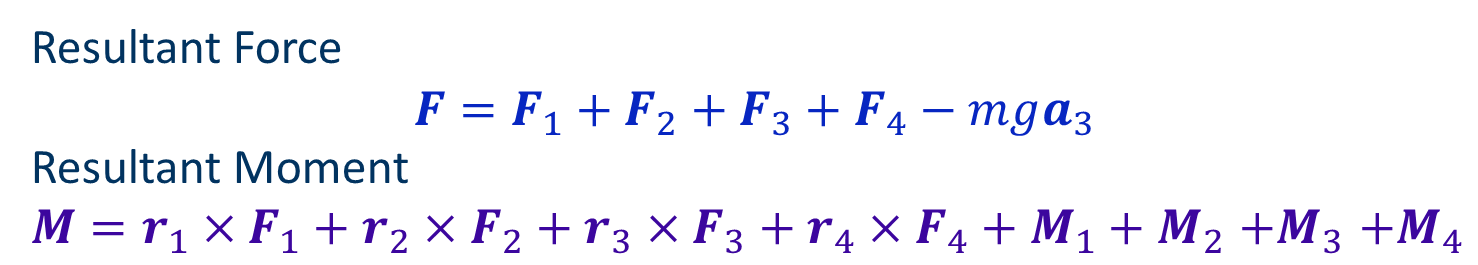 Resultant Force
𝑭 = 𝑭₁ + 𝑭₂ + 𝑭₃ + 𝑭₄ − 𝑚𝑔𝒂₃
Resultant Moment
𝑴 = 𝒓₁ × 𝑭₁ + 𝒓₂ × 𝑭₂ + 𝒓₃ × 𝑭₃ + 𝒓₄ × 𝑭₄ + 𝑴₁ + 𝑴₂ +𝑴₃ +𝑴₄